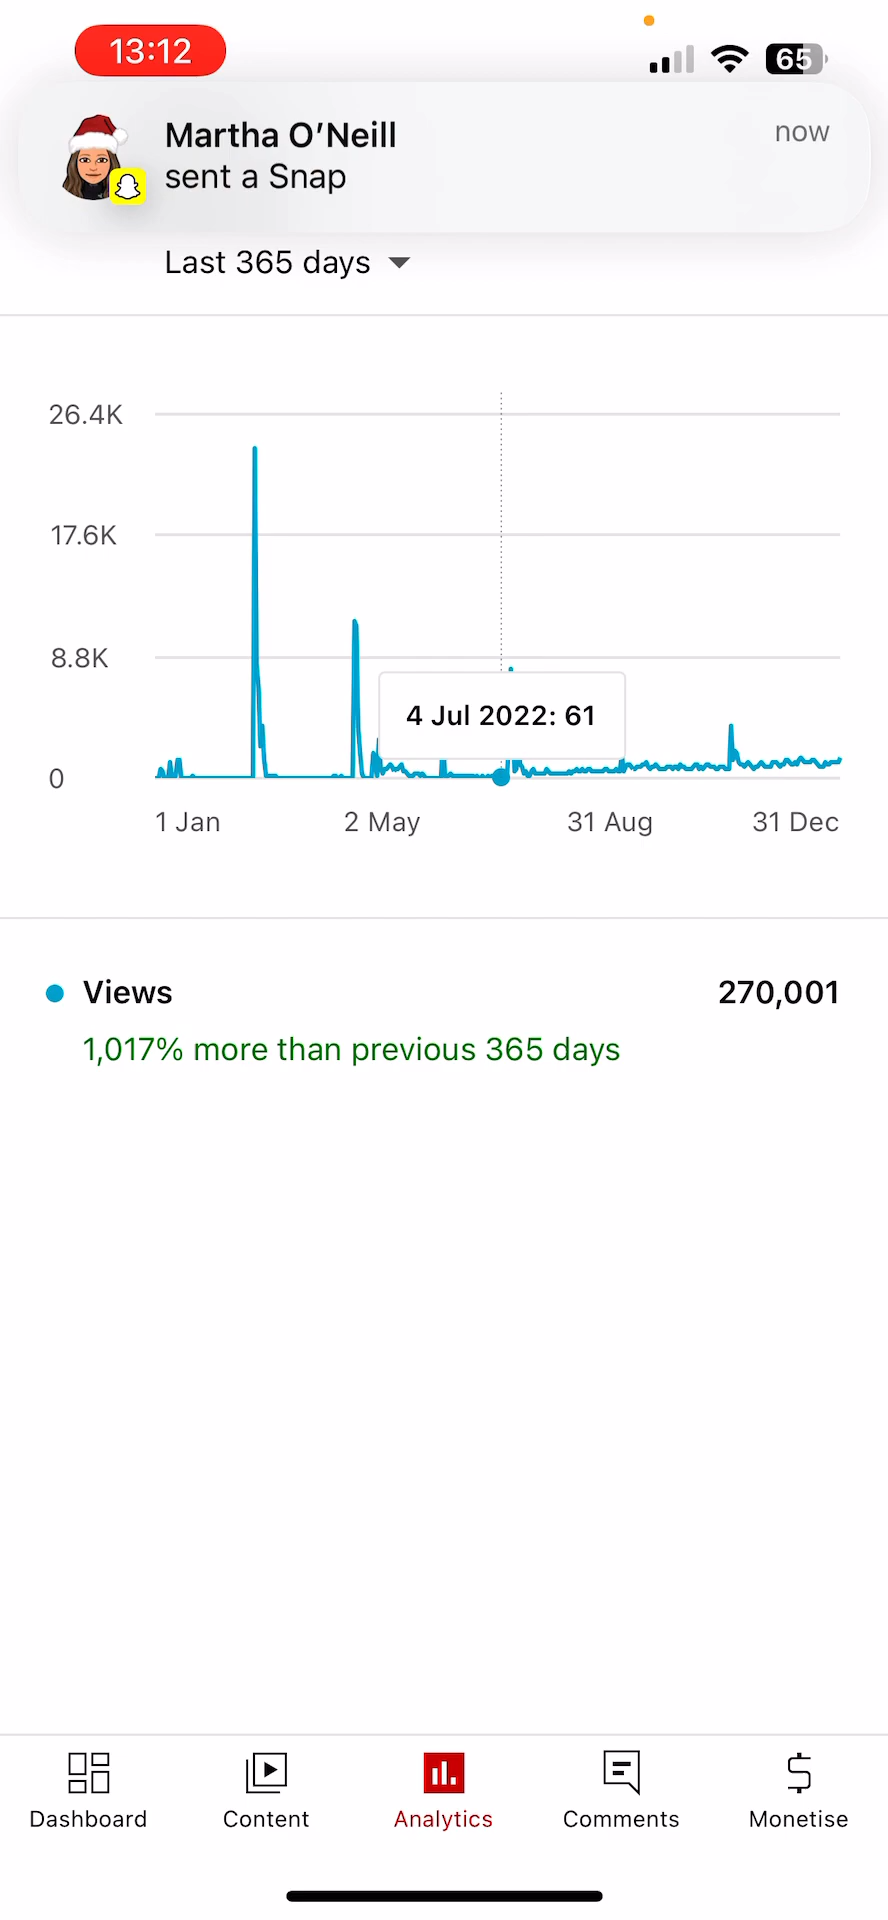 13:12
65
Martha O'Neill
now
sent a Snap
Last 365 days
26.4K
17.6K
8.8K
4 Jul 2022: 61
0
1 Jan 2 May 31 Aug 31 Dec
Views 270,001
1,017% more than previous 365 days
Dashboard Content Analytics Comments Monetise